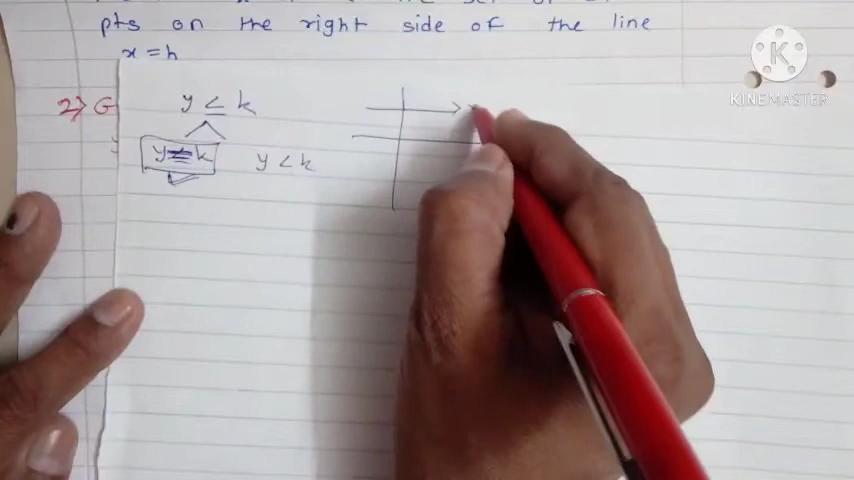 pts on the right side of the line
x = h
2) G
y ≤ k
y = k
y < k
x
K
KINEMASTER